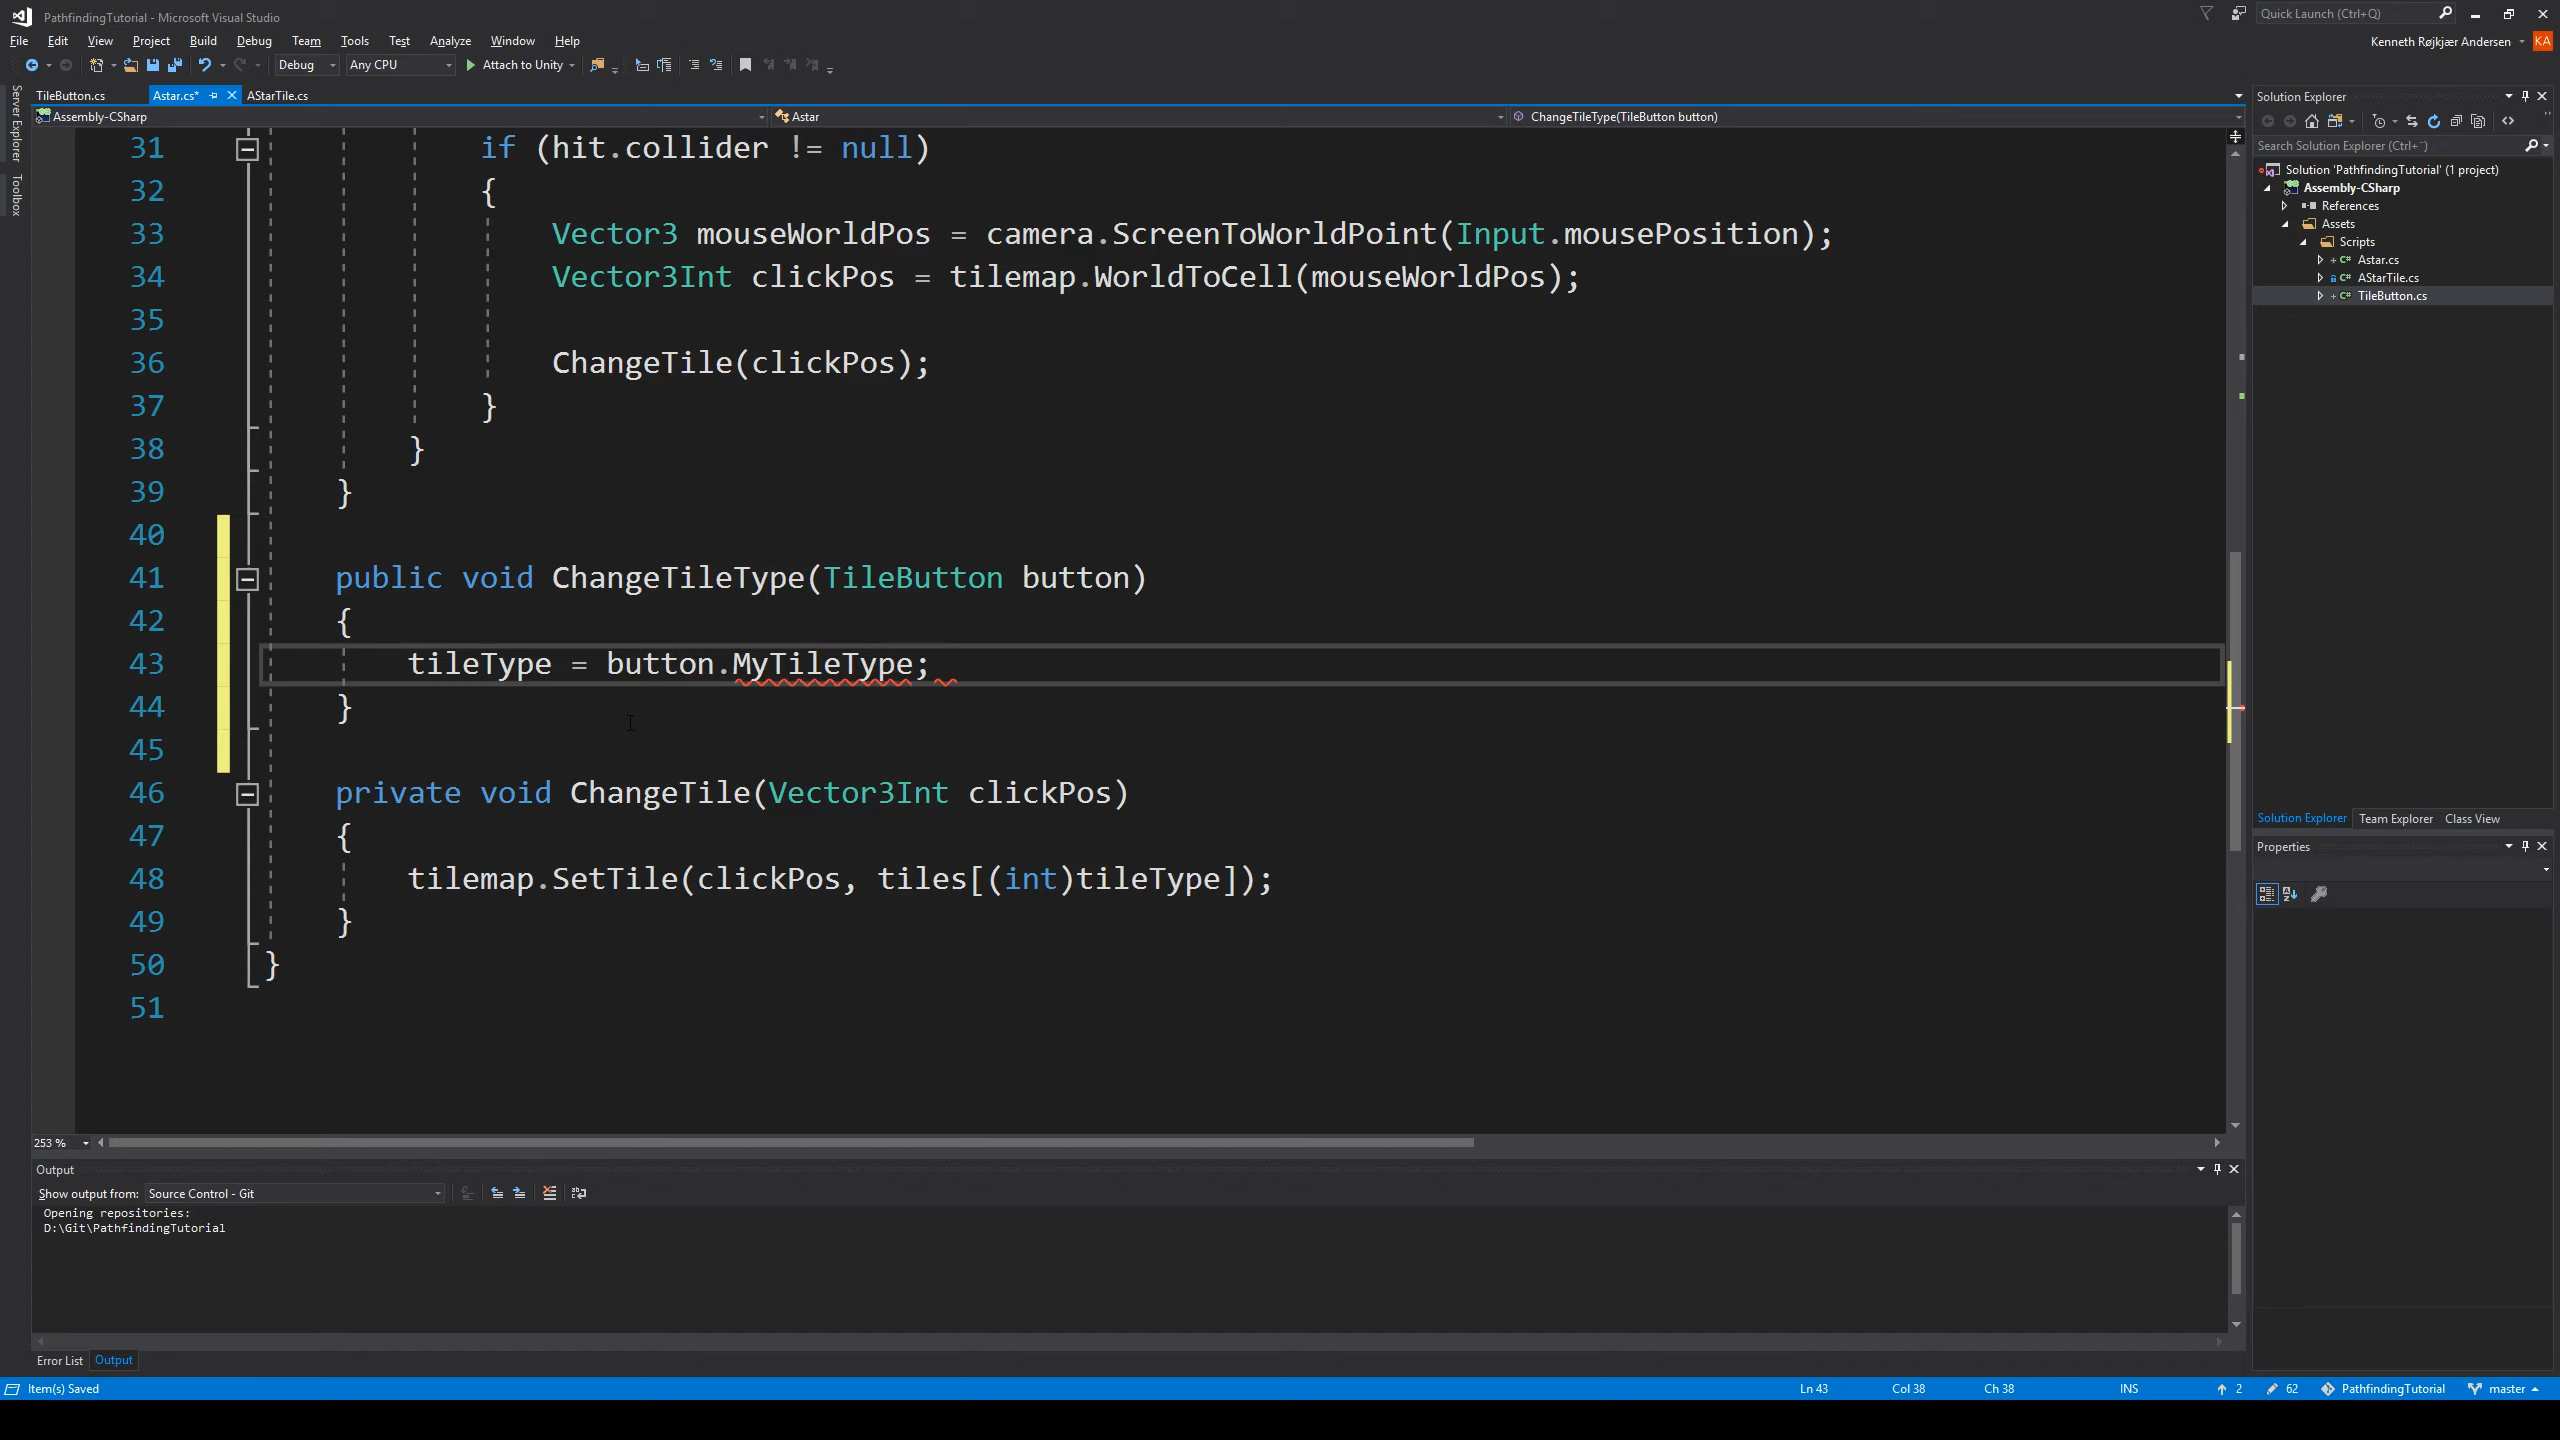 PathfindingTutorial - Microsoft Visual Studio
Quick Launch (Ctrl+Q)
File Edit View Project Build Debug Team Tools Test Analyze Window Help
Kenneth Røjkjær Andersen KA
Debug Any CPU Attach to Unity
TileButton.cs Astar.cs* AStarTile.cs
Assembly-CSharp Astar ChangeTileType(TileButton button)
Server Explorer
Toolbox
31 if (hit.collider != null)
32 {
33 Vector3 mouseWorldPos = camera.ScreenToWorldPoint(Input.mousePosition);
34 Vector3Int clickPos = tilemap.WorldToCell(mouseWorldPos);
35
36 ChangeTile(clickPos);
37 }
38 }
39 }
40
41 public void ChangeTileType(TileButton button)
42 {
43 tileType = button.MyTileType;
44 }
45
46 private void ChangeTile(Vector3Int clickPos)
47 {
48 tilemap.SetTile(clickPos, tiles[(int)tileType]);
49 }
50 }
51
253 %
Solution Explorer
Search Solution Explorer (Ctrl+¨)
Solution 'PathfindingTutorial' (1 project)
Assembly-CSharp
References
Assets
Scripts
Astar.cs
AStarTile.cs
TileButton.cs
Solution Explorer Team Explorer Class View
Properties
Output
Show output from: Source Control - Git
Opening repositories:
D:\Git\PathfindingTutorial
Error List Output
Item(s) Saved Ln 43 Col 38 Ch 38 INS 2 62 PathfindingTutorial master